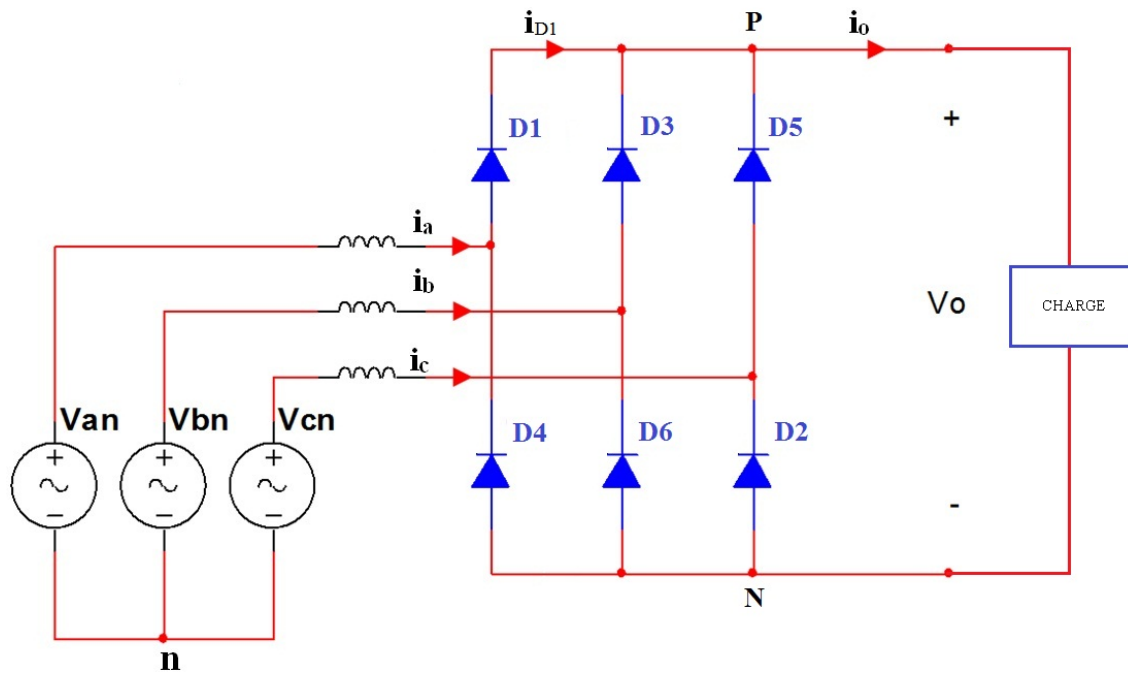 iD1
P
io
D1
D3
D5
+
ia
ib
Vo
CHARGE
ic
Van
Vbn
Vcn
D4
D6
D2
+
+
+
−
−
−
-
N
n